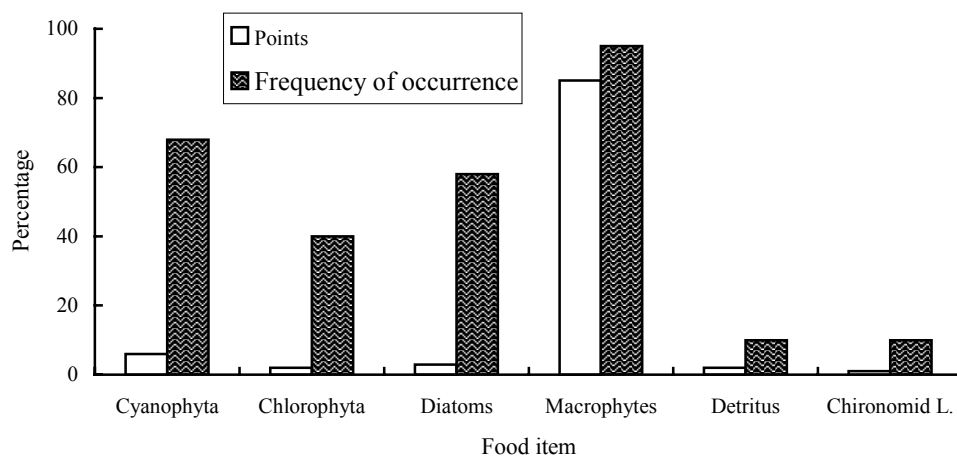 100
Points
Frequency of occurrence
80
60
Percentage
40
20
0
Cyanophyta Chlorophyta Diatoms Macrophytes Detritus Chironomid L.
Food item